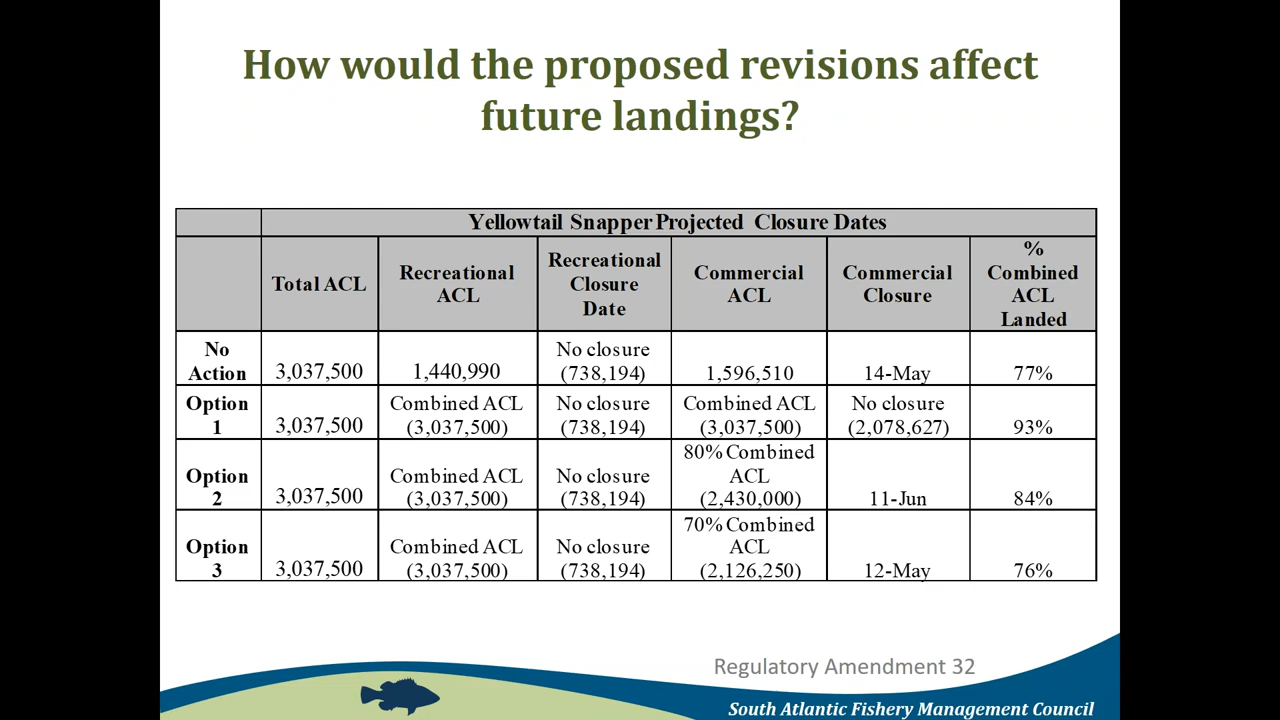 How would the proposed revisions affect
future landings?
Yellowtail Snapper Projected Closure Dates
Total ACL
Recreational
ACL
Recreational
Closure
Date
Commercial
ACL
Commercial
Closure
%
Combined
ACL
Landed
No
Action
3,037,500
1,440,990
No closure
(738,194)
1,596,510
14-May
77%
Option
1
3,037,500
Combined ACL
(3,037,500)
No closure
(738,194)
Combined ACL
(3,037,500)
No closure
(2,078,627)
93%
Option
2
3,037,500
Combined ACL
(3,037,500)
No closure
(738,194)
80% Combined
ACL
(2,430,000)
11-Jun
84%
Option
3
3,037,500
Combined ACL
(3,037,500)
No closure
(738,194)
70% Combined
ACL
(2,126,250)
12-May
76%
Regulatory Amendment 32
South Atlantic Fishery Management Council